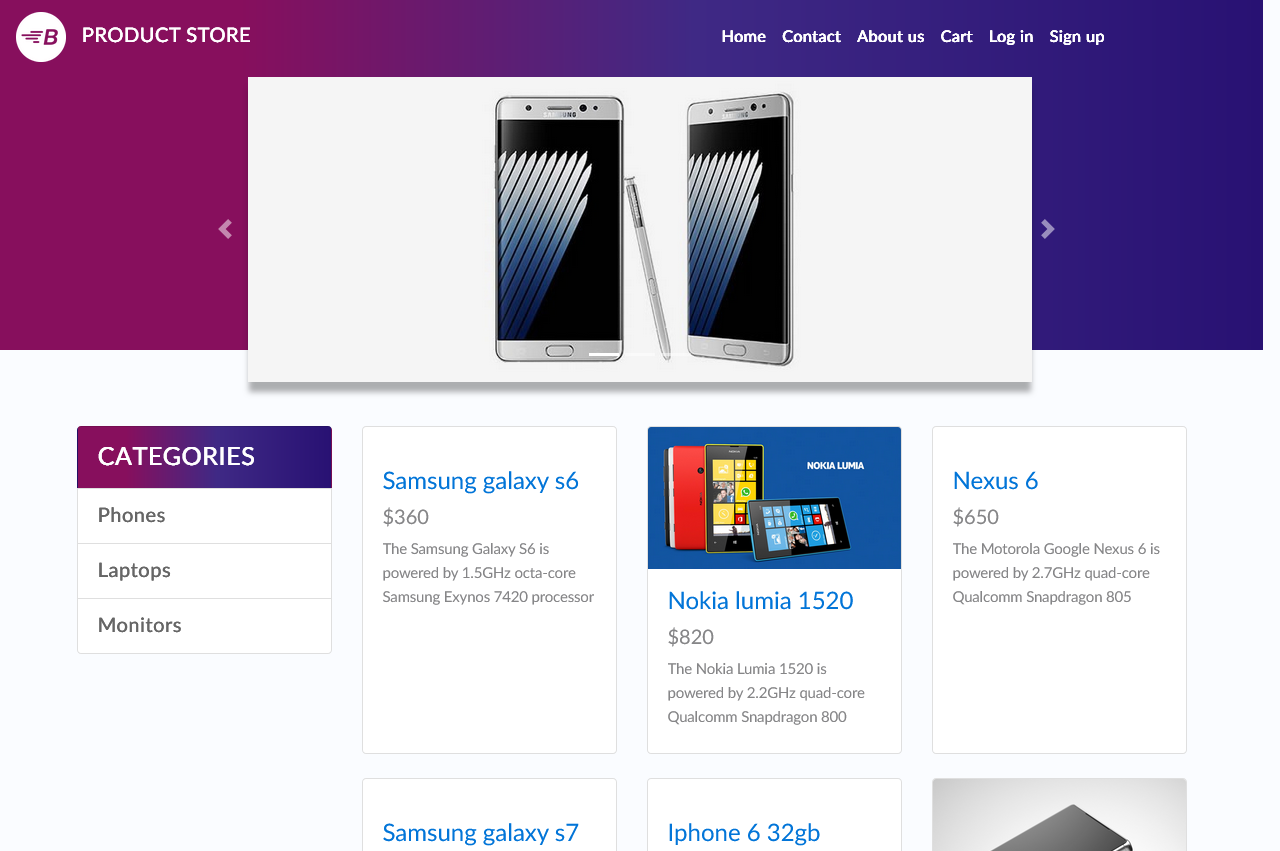 B PRODUCT STORE
Home Contact About us Cart Log in Sign up
SAMSUNG SAMSUNG
CATEGORIES
Phones
Laptops
Monitors
Samsung galaxy s6
$360
The Samsung Galaxy S6 is
powered by 1.5GHz octa-core
Samsung Exynos 7420 processor
NOKIA LUMIA
Nokia lumia 1520
$820
The Nokia Lumia 1520 is
powered by 2.2GHz quad-core
Qualcomm Snapdragon 800
Nexus 6
$650
The Motorola Google Nexus 6 is
powered by 2.7GHz quad-core
Qualcomm Snapdragon 805
Samsung galaxy s7
Iphone 6 32gb